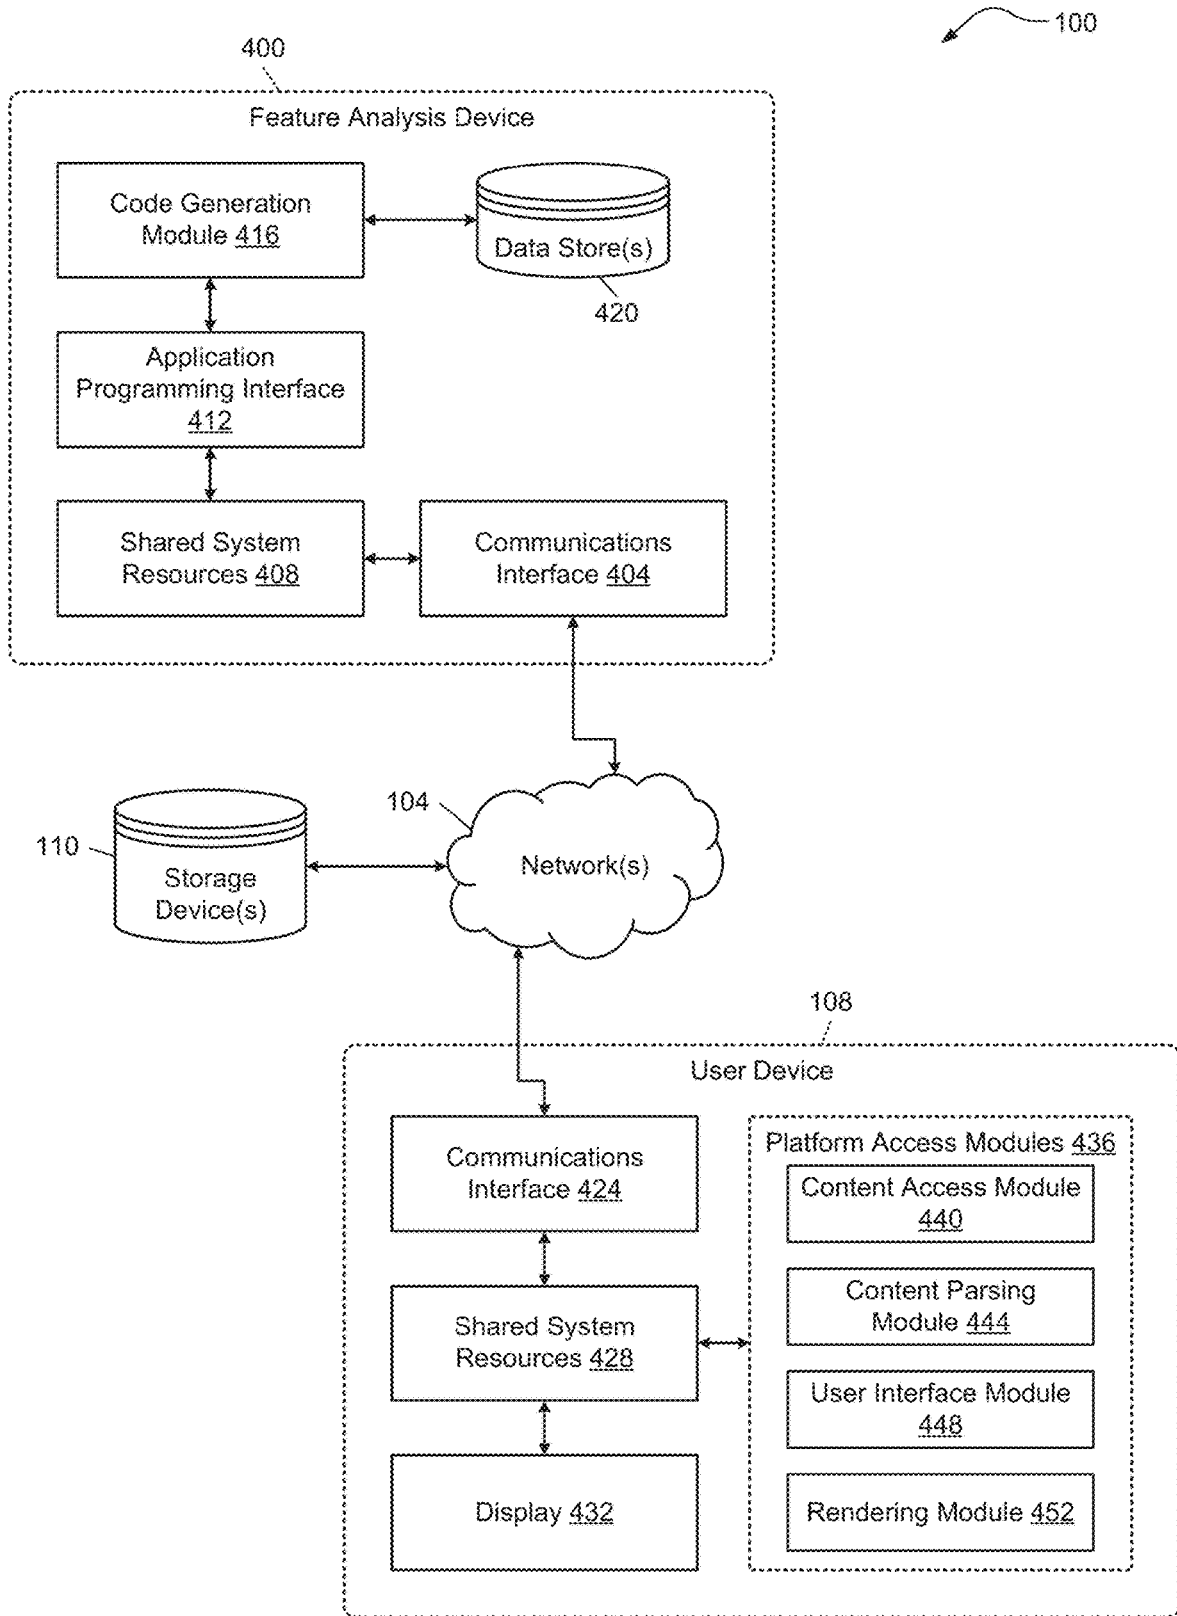 100
400
Feature Analysis Device
Code Generation
Module 416
Data Store(s)
420
Application
Programming Interface
412
Shared System
Resources 408
Communications
Interface 404
104
Network(s)
110
Storage
Device(s)
108
User Device
Communications
Interface 424
Shared System
Resources 428
Display 432
Platform Access Modules 436
Content Access Module
440
Content Parsing
Module 444
User Interface Module
448
Rendering Module 452